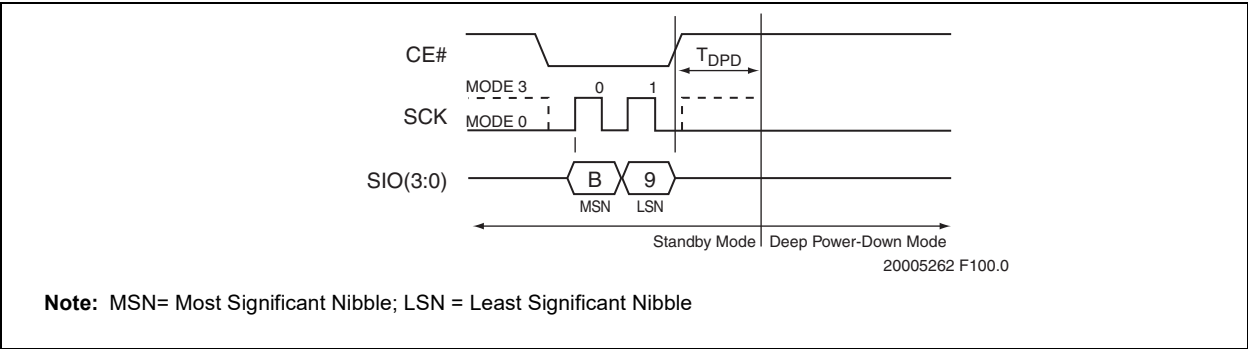 CE#
T_DPD
MODE 3
0 1
SCK
MODE 0
SIO(3:0)
B 9
MSN LSN
Standby Mode Deep Power-Down Mode
20005262 F100.0
Note: MSN= Most Significant Nibble; LSN = Least Significant Nibble